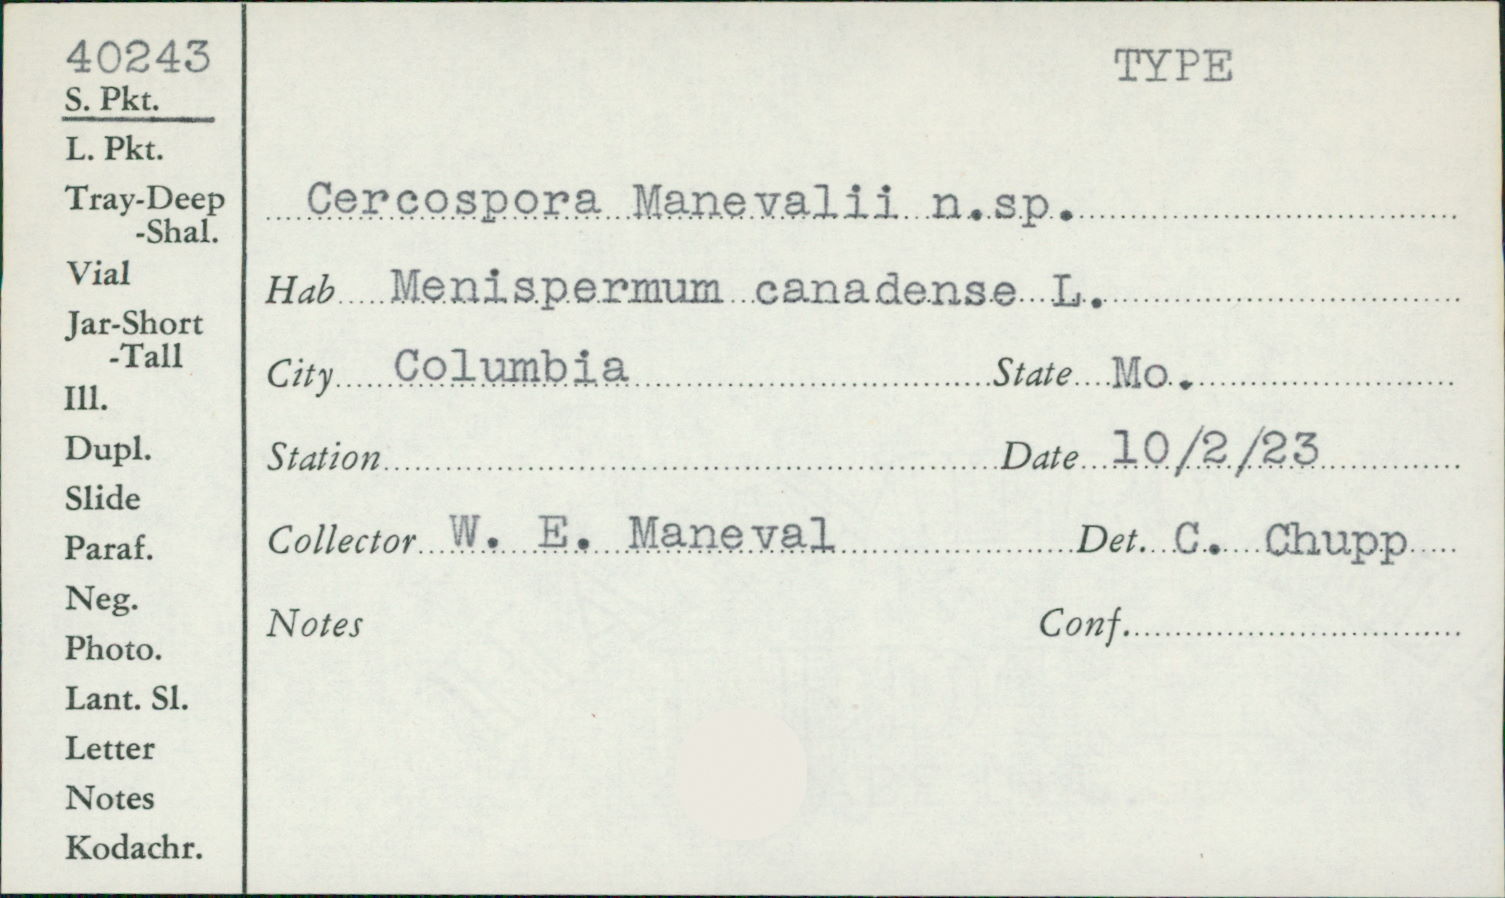 40243
S. Pkt.
L. Pkt.
Tray-Deep
-Shal.
Vial
Jar-Short
-Tall
Ill.
Dupl.
Slide
Paraf.
Neg.
Photo.
Lant. Sl.
Letter
Notes
Kodachr.
TYPE
Cercospora Manevalii n.sp.
Hab Menispermum canadense L.
City Columbia State Mo.
Station Date 10/2/23
Collector W. E. Maneval Det. C. Chupp
Notes Conf.